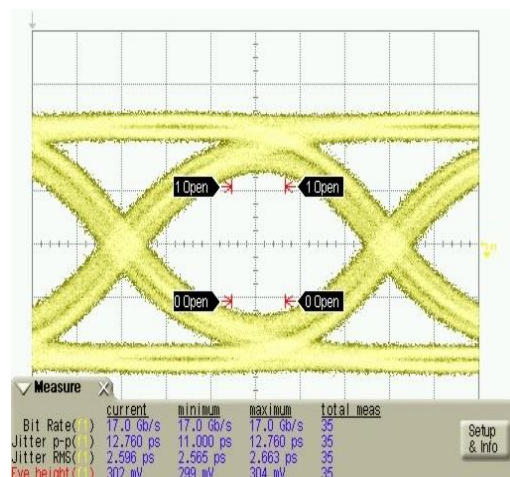 1 Open 1 Open
0 Open 0 Open
Measure X
current minimum maximum total meas
Bit Rate( ) 17.0 Gb/s 17.0 Gb/s 17.0 Gb/s 35
Jitter p-p( ) 12.760 ps 11.000 ps 12.760 ps 35
Jitter RMS( ) 2.596 ps 2.565 ps 2.663 ps 35
Eye height( ) 302 mV 299 mV 304 mV 35
Setup
& Info